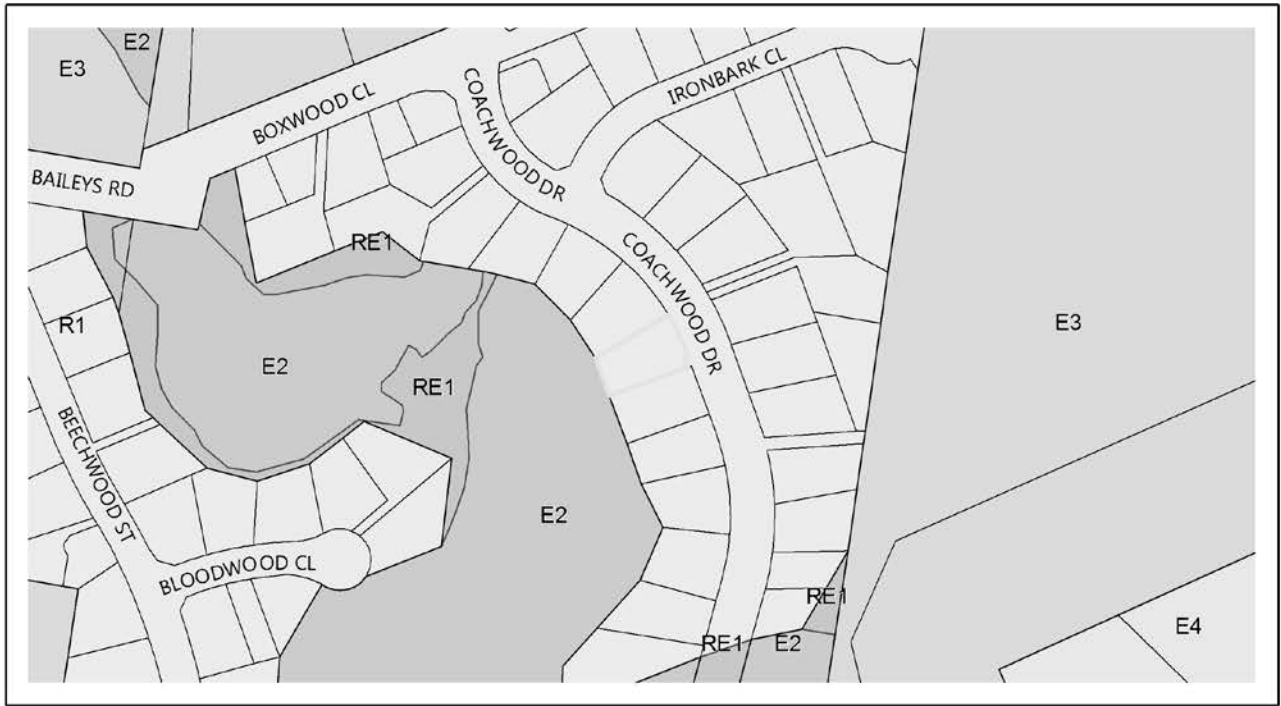 E2
E3
BOXWOOD CL
COACHWOOD DR
IRONBARK CL
BAILEYS RD
RE1
COACHWOOD DR
R1
E2
RE1
E3
BEECHWOOD ST
E2
BLOODWOOD CL
RE1
RE1
E2
E4